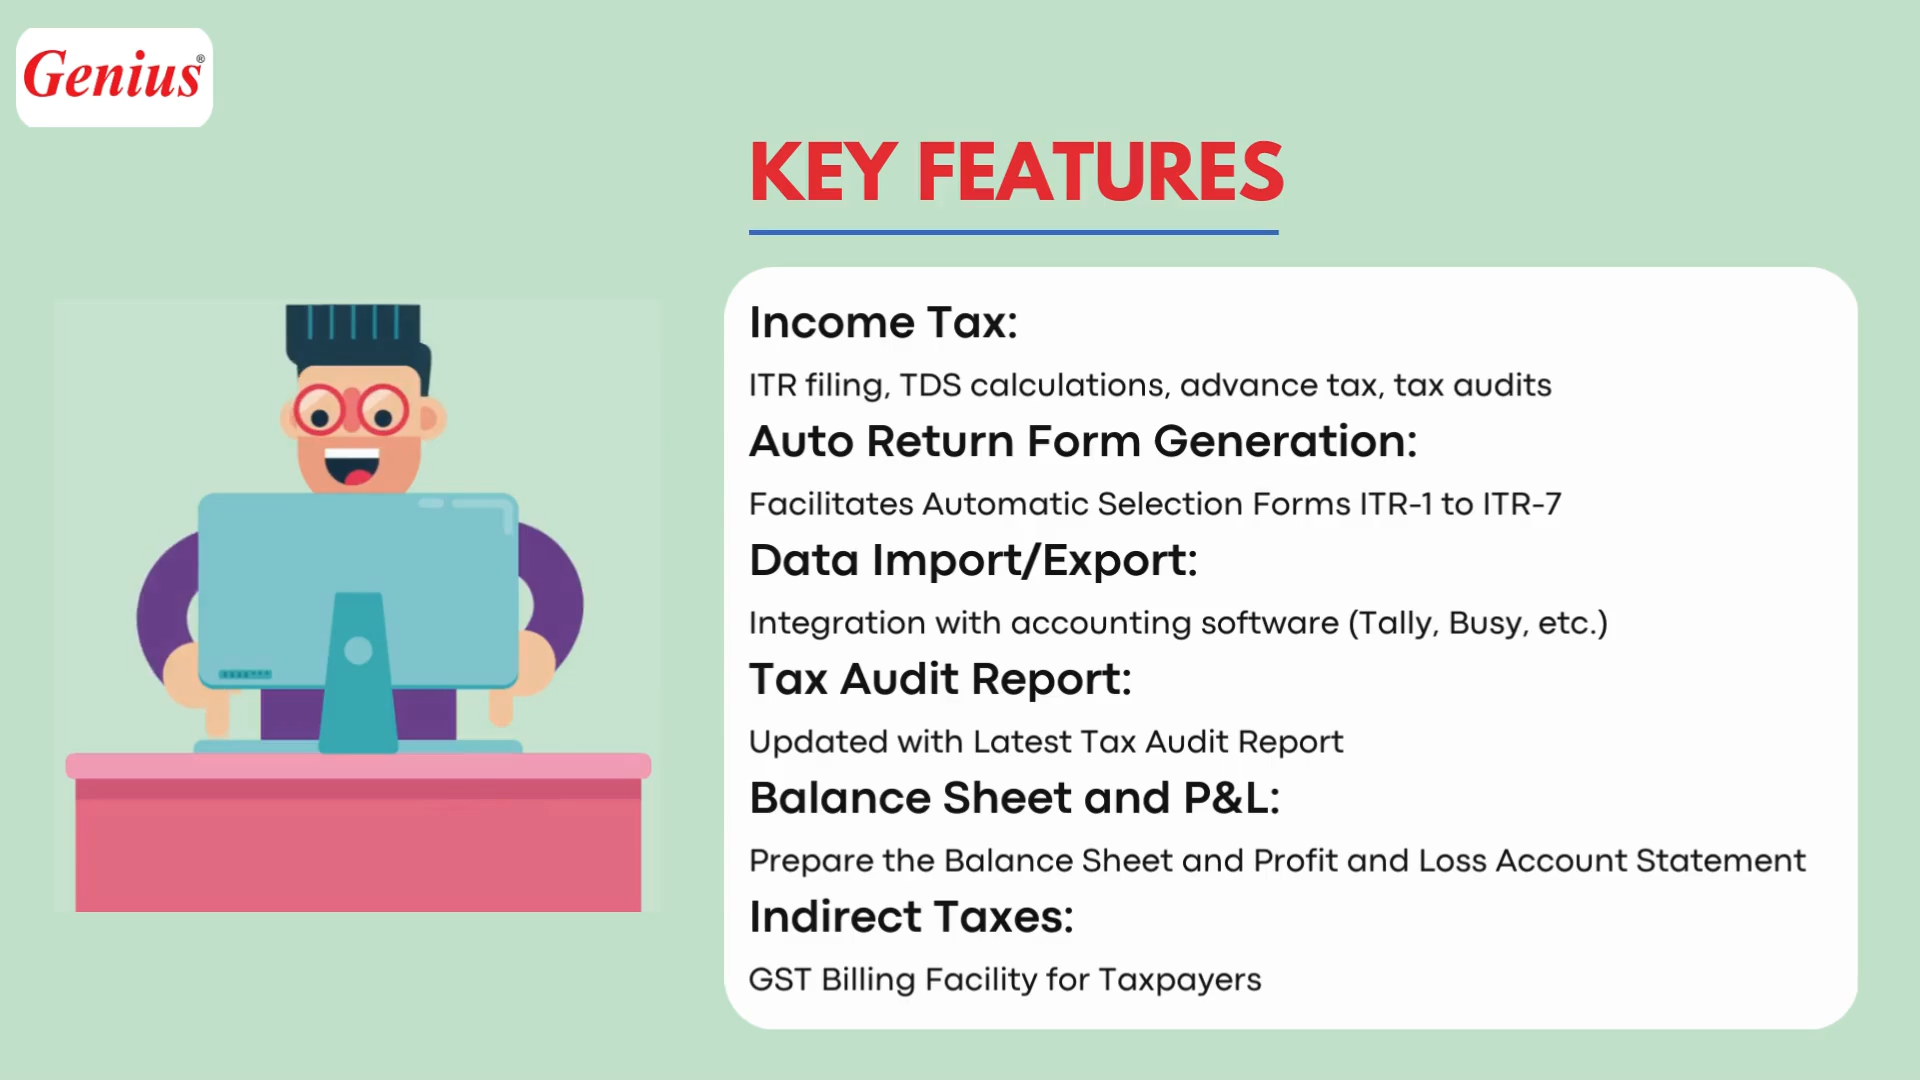 Genius®
KEY FEATURES
Income Tax:
ITR filing, TDS calculations, advance tax, tax audits
Auto Return Form Generation:
Facilitates Automatic Selection Forms ITR-1 to ITR-7
Data Import/Export:
Integration with accounting software (Tally, Busy, etc.)
Tax Audit Report:
Updated with Latest Tax Audit Report
Balance Sheet and P&L:
Prepare the Balance Sheet and Profit and Loss Account Statement
Indirect Taxes:
GST Billing Facility for Taxpayers